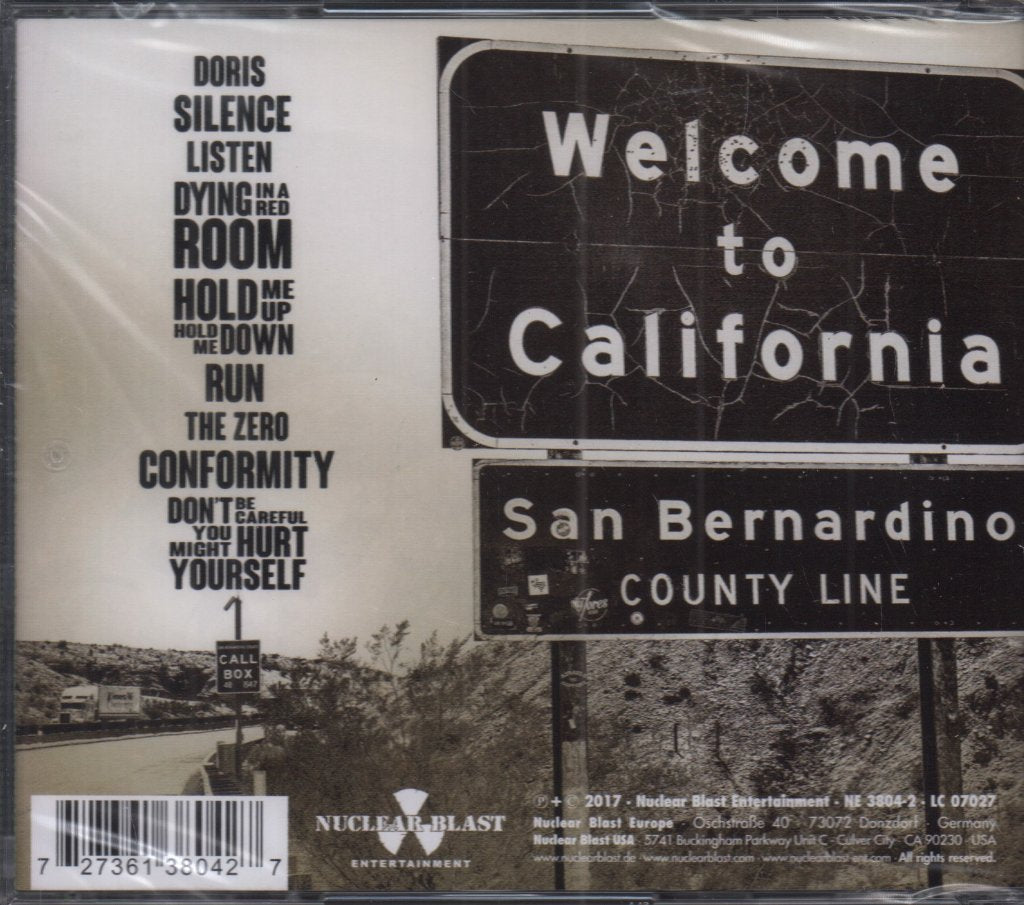 DORIS
SILENCE
LISTEN
DYING IN A RED
ROOM
HOLD ME UP
HOLD ME DOWN
RUN
THE ZERO
CONFORMITY
DON'T BE CAREFUL
YOU MIGHT HURT
YOURSELF
Welcome
to
California
San Bernardino
COUNTY LINE
CALL
BOX
NUCLEAR BLAST
ENTERTAINMENT
7 27361 38042 7
℗ + © 2017 · Nuclear Blast Entertainment · NE 3804-2 · LC 07027
Nuclear Blast Europe · Öschstraße 40 · 73072 Donzdorf · Germany
Nuclear Blast USA · 5741 Buckingham Parkway Unit C · Culver City · CA 90230 · USA
www.nuclearblast.de · www.nuclearblast.com · www.nuclearblast-ent.com · All rights reserved.